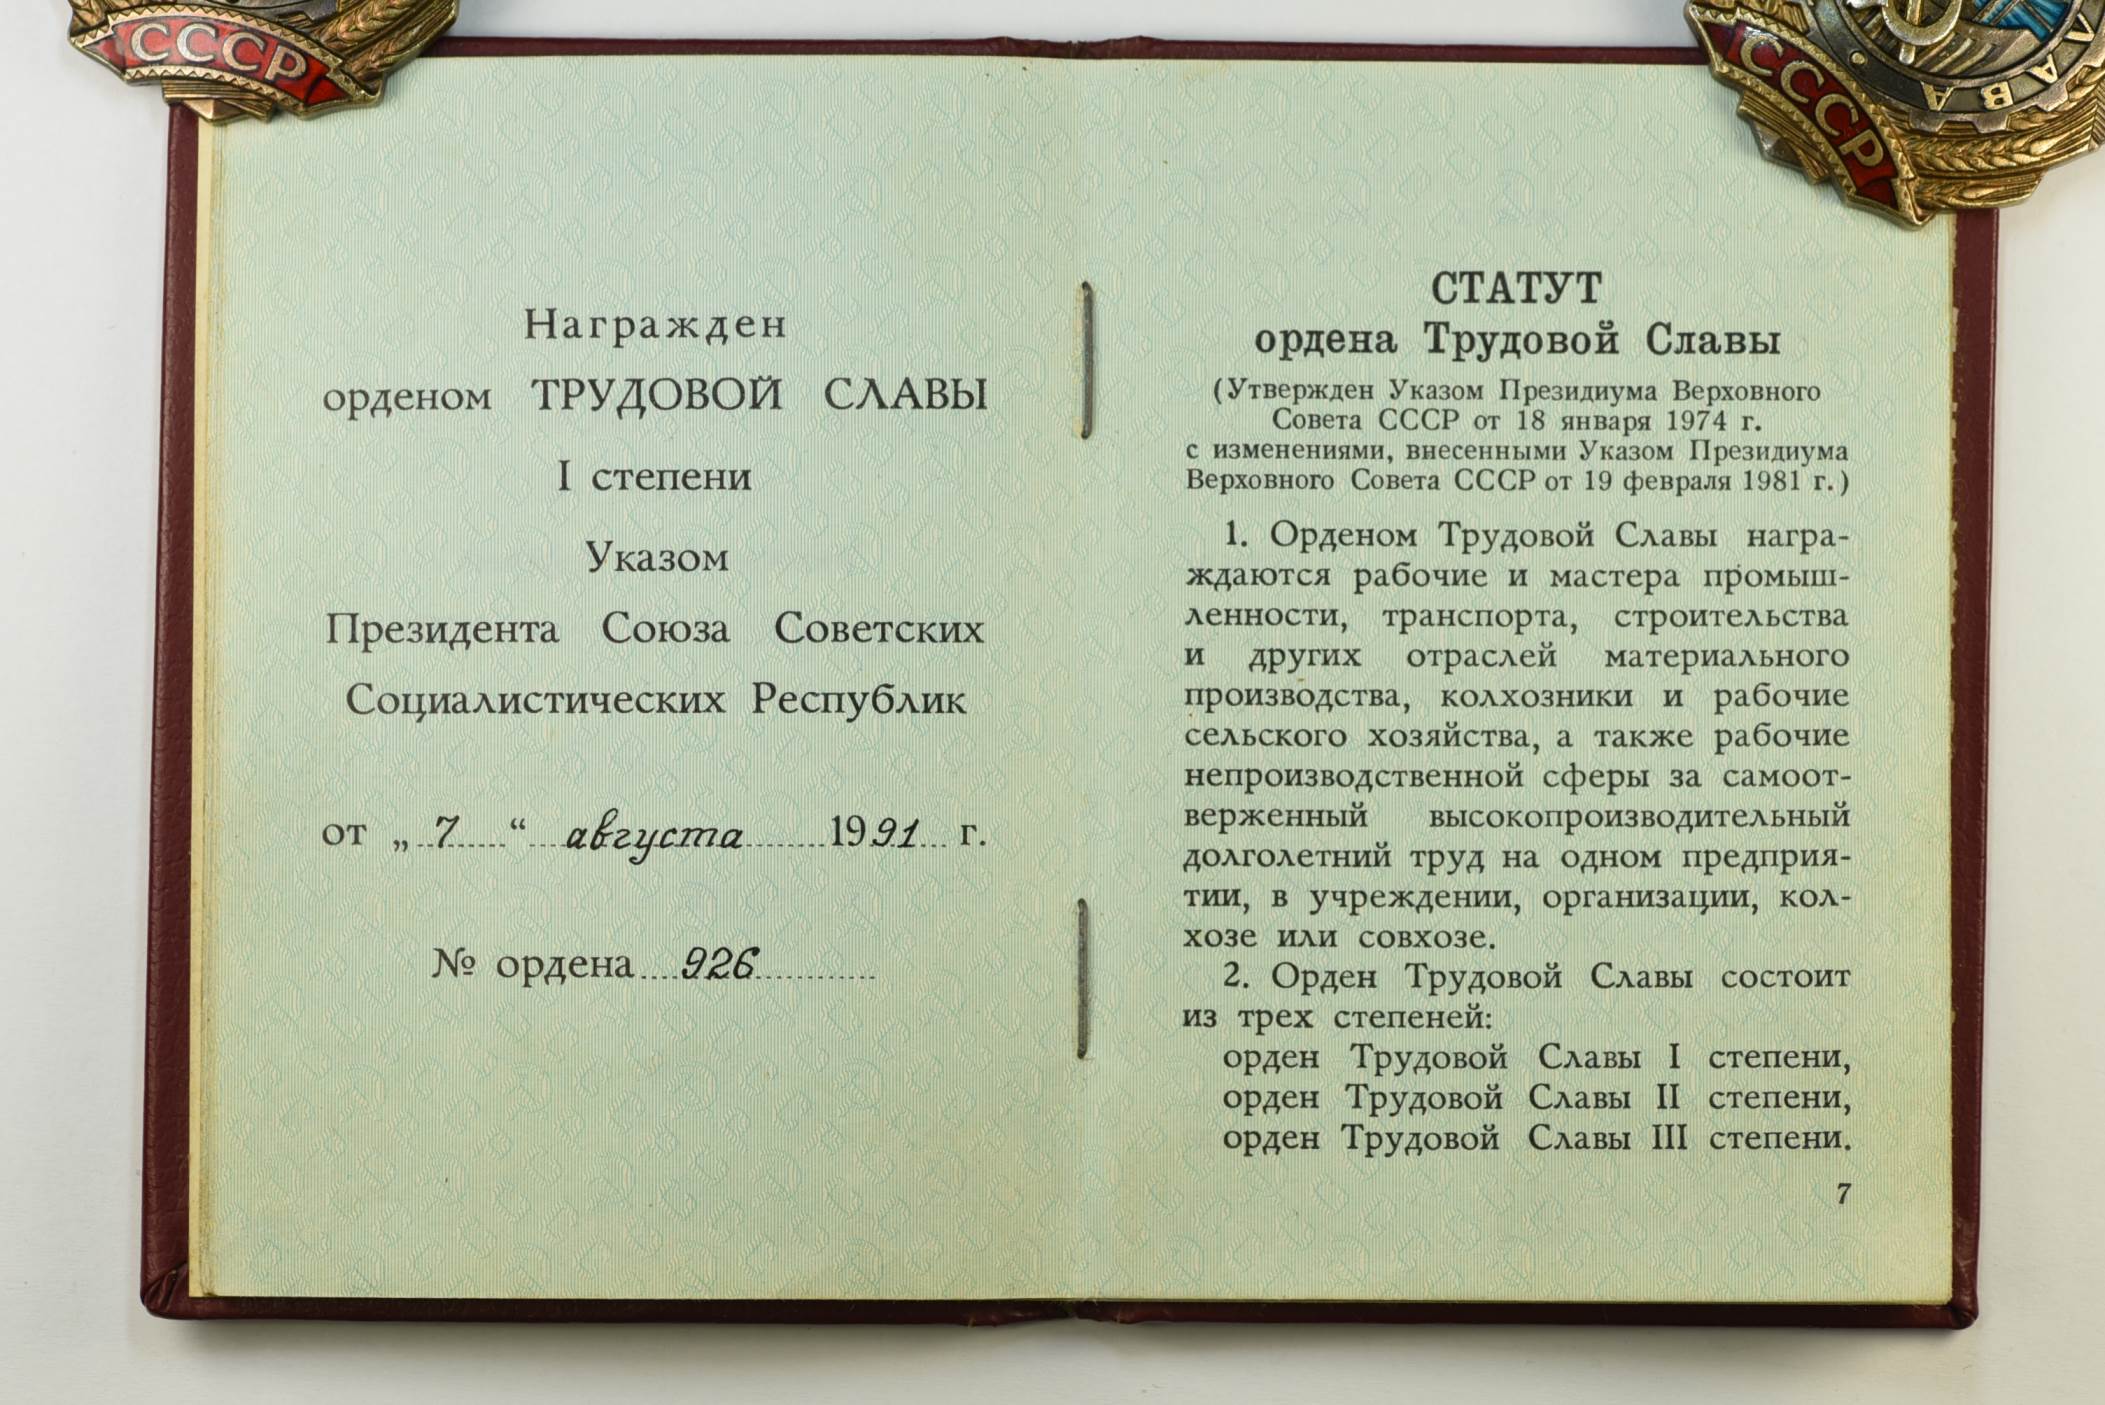 СССР
СССР
СЛАВА
Награжден
орденом ТРУДОВОЙ СЛАВЫ
I степени
Указом
Президента Союза Советских
Социалистических Республик
от „ 7 “ августа 1991 г.
№ ордена 926
СТАТУТ
ордена Трудовой Славы
(Утвержден Указом Президиума Верховного
Совета СССР от 18 января 1974 г.
с изменениями, внесенными Указом Президиума
Верховного Совета СССР от 19 февраля 1981 г.)
1. Орденом Трудовой Славы награ-
ждаются рабочие и мастера промыш-
ленности, транспорта, строительства
и других отраслей материального
производства, колхозники и рабочие
сельского хозяйства, а также рабочие
непроизводственной сферы за самоот-
верженный высокопроизводительный
долголетний труд на одном предприя-
тии, в учреждении, организации, кол-
хозе или совхозе.
2. Орден Трудовой Славы состоит
из трех степеней:
орден Трудовой Славы I степени,
орден Трудовой Славы II степени,
орден Трудовой Славы III степени.
7